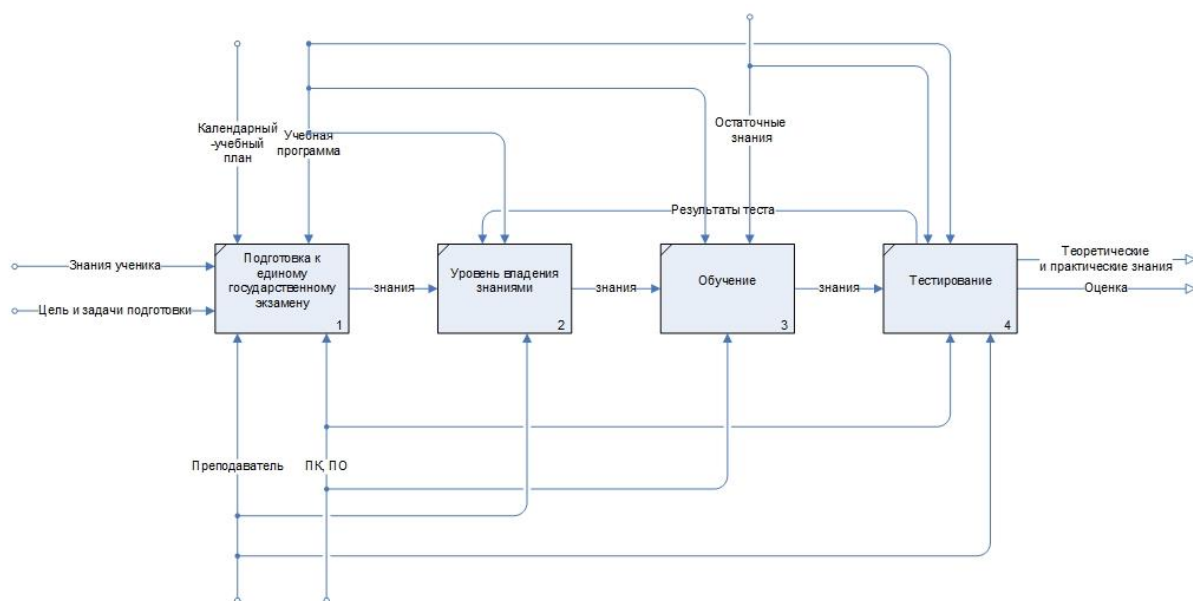 Календарный
-учебный
план
Учебная
программа
Остаточные
знания
Результаты теста
Знания ученика
Цель и задачи подготовки
Подготовка к
единому
государственному
экзамену
1
знания
Уровень владения
знаниями
2
знания
Обучение
3
знания
Тестирование
4
Теоретические
и практические знания
Оценка
Преподаватель
ПК, ПО